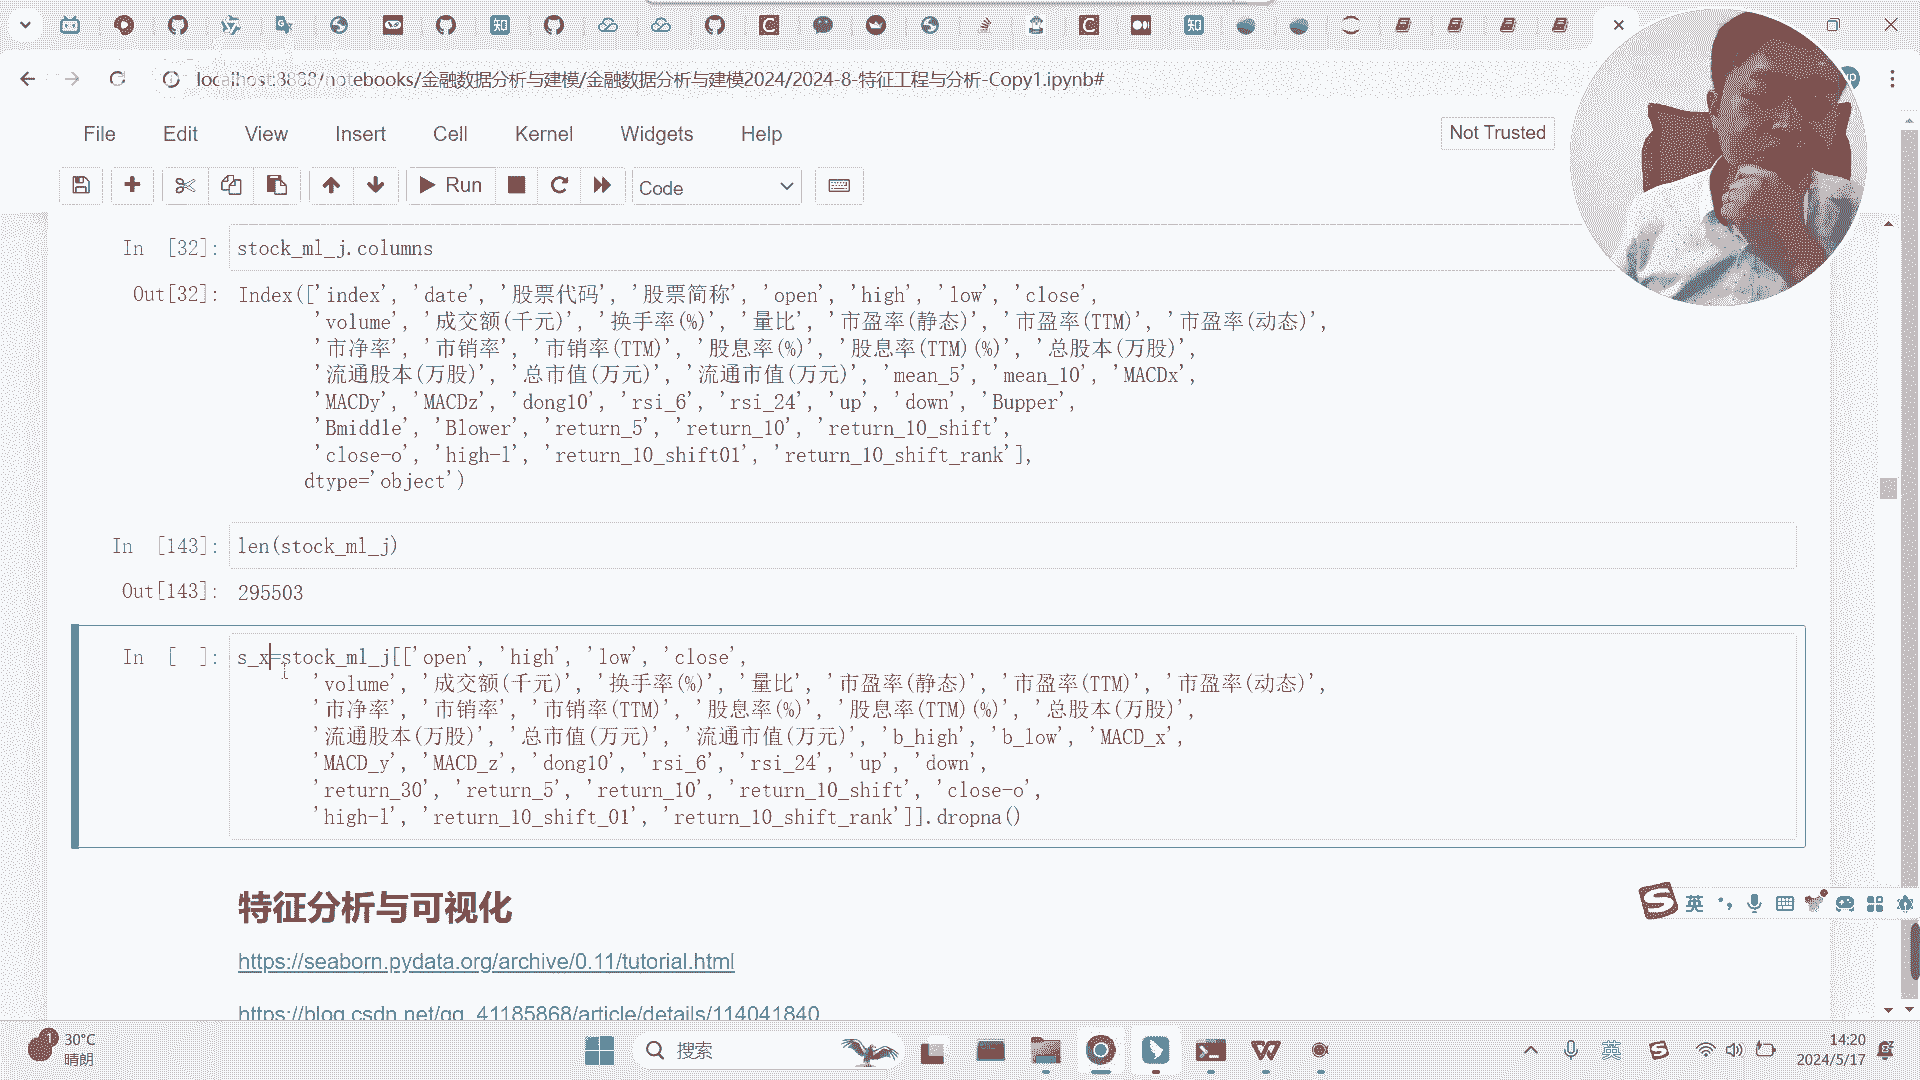 localhost:8888/notebooks/金融数据分析与建模/金融数据分析与建模2024/2024-8-特征工程与分析-Copy1.ipynb#
File Edit View Insert Cell Kernel Widgets Help
Not Trusted
Run
Code
In [32]: stock_ml_j.columns
Out[32]: Index(['index', 'date', '股票代码', '股票简称', 'open', 'high', 'low', 'close',
'volume', '成交额(千元)', '换手率(%)', '量比', '市盈率(静态)', '市盈率(TTM)', '市盈率(动态)',
'市净率', '市销率', '市销率(TTM)', '股息率(%)', '股息率(TTM)(%)', '总股本(万股)',
'流通股本(万股)', '总市值(万元)', '流通市值(万元)', 'mean_5', 'mean_10', 'MACDx',
'MACDy', 'MACDz', 'dong10', 'rsi_6', 'rsi_24', 'up', 'down', 'Bupper',
'Bmiddle', 'Blower', 'return_5', 'return_10', 'return_10_shift',
'close-o', 'high-l', 'return_10_shift01', 'return_10_shift_rank'],
dtype='object')
In [143]: len(stock_ml_j)
Out[143]: 295503
In [ ]: s_x=stock_ml_j[['open', 'high', 'low', 'close',
'volume', '成交额(千元)', '换手率(%)', '量比', '市盈率(静态)', '市盈率(TTM)', '市盈率(动态)',
'市净率', '市销率', '市销率(TTM)', '股息率(%)', '股息率(TTM)(%)', '总股本(万股)',
'流通股本(万股)', '总市值(万元)', '流通市值(万元)', 'b_high', 'b_low', 'MACD_x',
'MACD_y', 'MACD_z', 'dong10', 'rsi_6', 'rsi_24', 'up', 'down',
'return_30', 'return_5', 'return_10', 'return_10_shift', 'close-o',
'high-l', 'return_10_shift_01', 'return_10_shift_rank']].dropna()
特征分析与可视化
https://seaborn.pydata.org/archive/0.11/tutorial.html
https://blog.csdn.net/qq_41185868/article/details/114041840
英
1
30°C
晴朗
搜索
英
14:20
2024/5/17